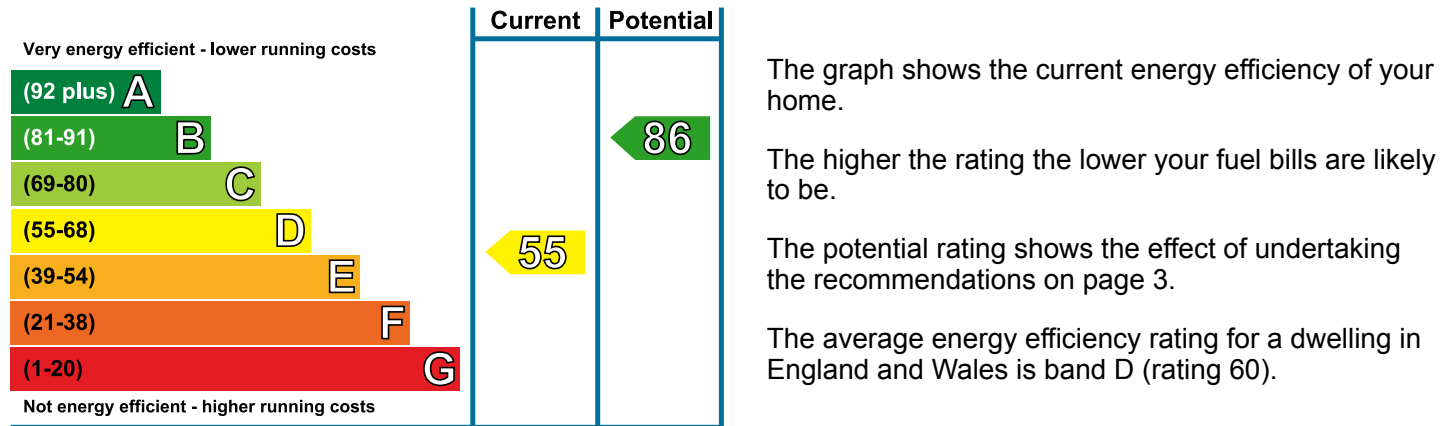 Current Potential
Very energy efficient - lower running costs
(92 plus) A
(81-91) B
86
(69-80) C
(55-68) D
55
(39-54) E
(21-38) F
(1-20) G
Not energy efficient - higher running costs
The graph shows the current energy efficiency of your
home.
The higher the rating the lower your fuel bills are likely
to be.
The potential rating shows the effect of undertaking
the recommendations on page 3.
The average energy efficiency rating for a dwelling in
England and Wales is band D (rating 60).